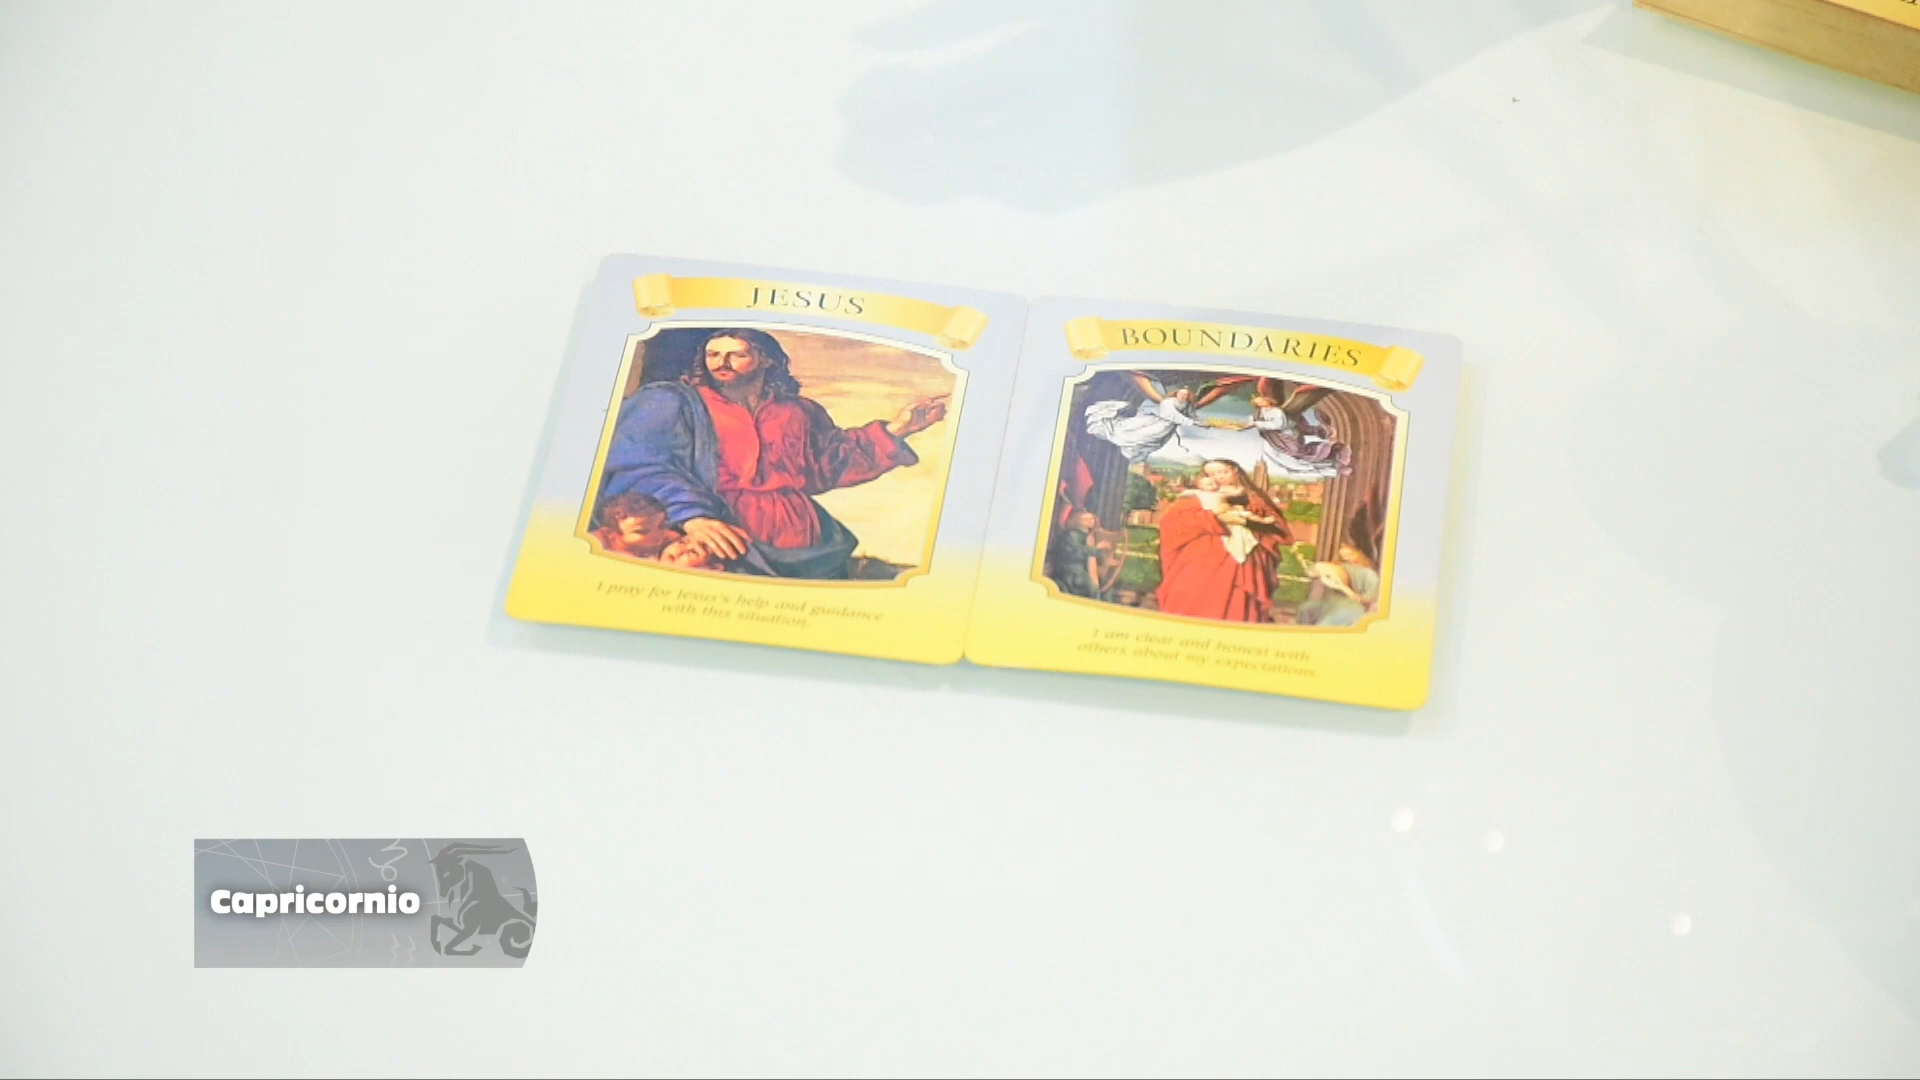 JESUS
I pray for Jesus's help and guidance
with this situation.
BOUNDARIES
I am clear and honest with
others about my expectations.
Capricornio